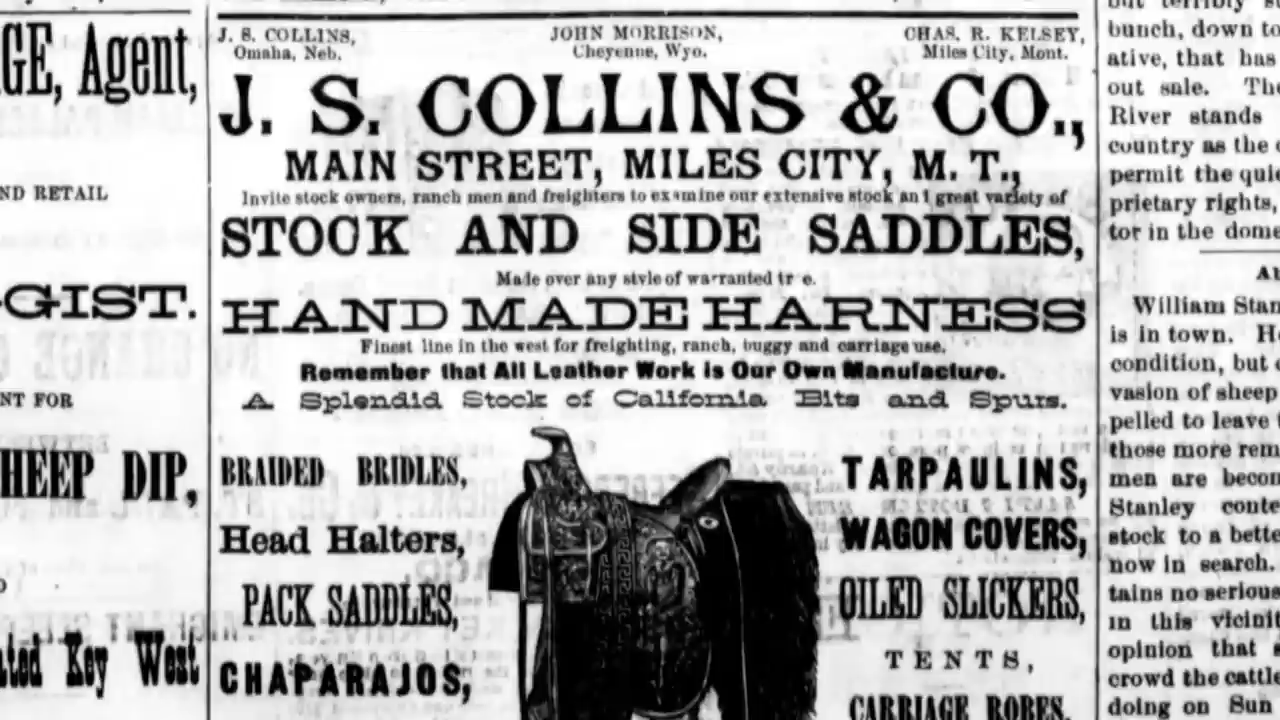 GE, Agent,
ND RETAIL
GIST.
NT FOR
HEEP DIP,
ated Key West
J. S. COLLINS,
Omaha, Neb.
JOHN MORRISON,
Cheyenne, Wyo.
CHAS. R. KELSEY,
Miles City, Mont.
J. S. COLLINS & CO.,
MAIN STREET, MILES CITY, M. T.,
Invite stock owners, ranch men and freighters to examine our extensive stock an l great variety of
STOCK AND SIDE SADDLES,
Made over any style of warranted tr e.
HAND MADE HARNESS
Finest line in the west for freighting, ranch, buggy and carriage use.
Remember that All Leather Work is Our Own Manufacture.
A Splendid Stock of California Bits and Spurs.
BRAIDED BRIDLES,
Head Halters,
PACK SADDLES,
CHAPARAJOS,
TARPAULINS,
WAGON COVERS,
OILED SLICKERS,
TENTS,
CARRIAGE ROBES,
but terribly
bunch, down to
ative, that has
out sale. The
River stands
country as the
permit the quie
prietary rights,
tor in the dome
William Stan
is in town. H
condition, but
vasion of sheep
pelled to leave
those more rem
men are becom
Stanley conte
stock to a bette
now in search.
tains no serious
in this vicinit
opinion that
crowd the cattle
doing on Sun